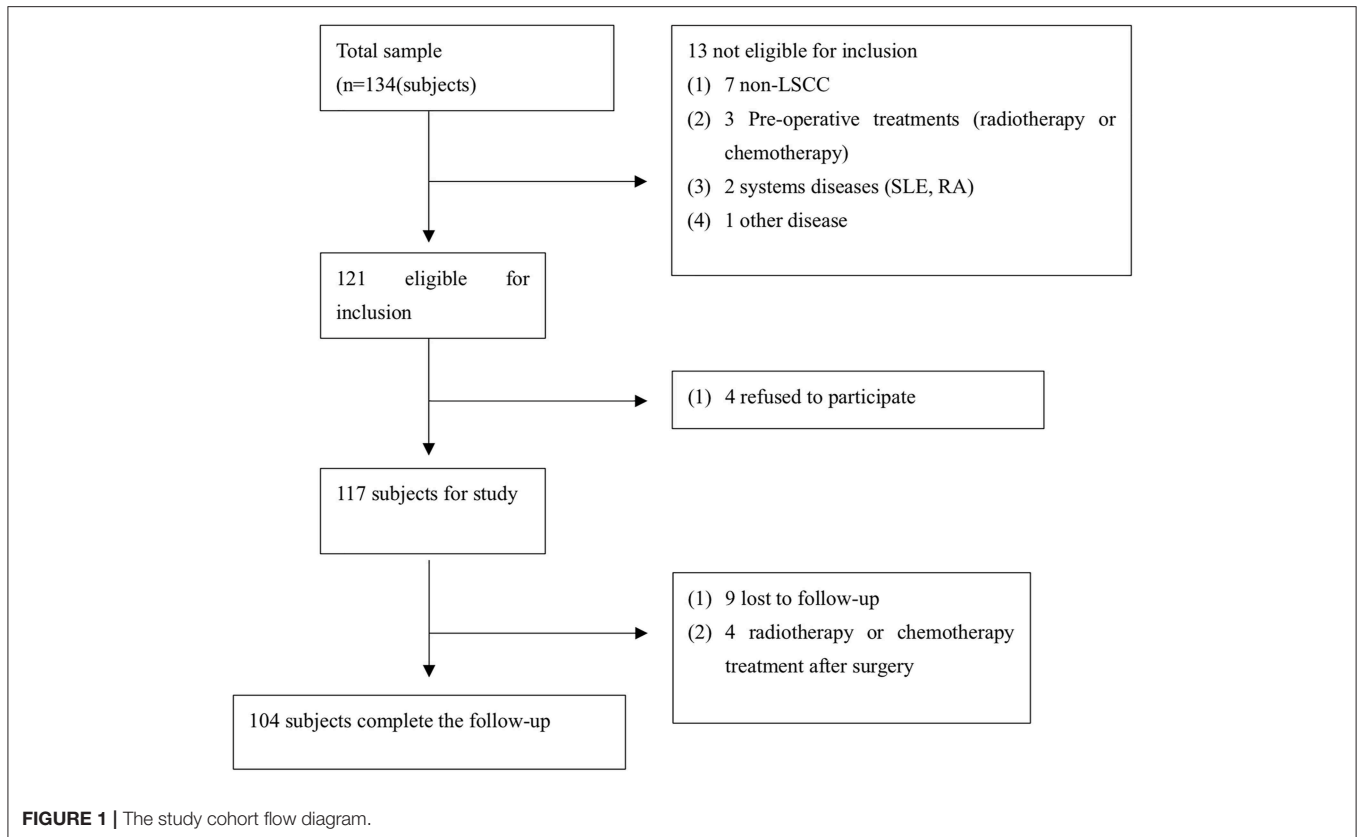 Total sample
(n=134(subjects)
13 not eligible for inclusion
(1) 7 non-LSCC
(2) 3 Pre-operative treatments (radiotherapy or
chemotherapy)
(3) 2 systems diseases (SLE, RA)
(4) 1 other disease
121 eligible for
inclusion
(1) 4 refused to participate
117 subjects for study
(1) 9 lost to follow-up
(2) 4 radiotherapy or chemotherapy
treatment after surgery
104 subjects complete the follow-up
FIGURE 1 | The study cohort flow diagram.